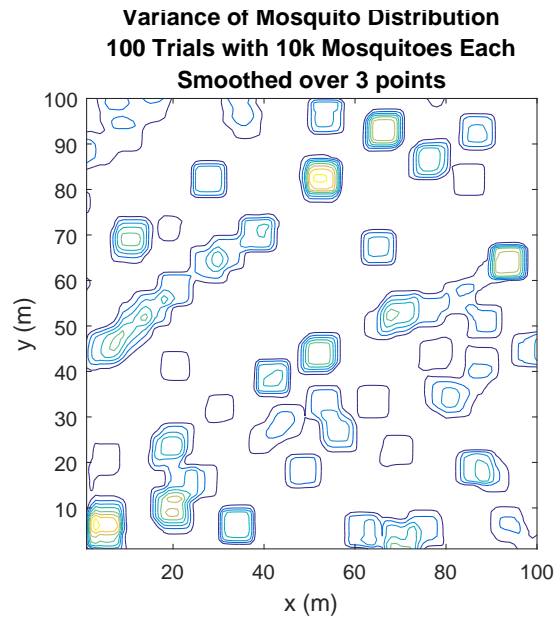 Variance of Mosquito Distribution
100 Trials with 10k Mosquitoes Each
Smoothed over 3 points
100
90
80
70
60
50
40
30
20
10
y (m)
20 40 60 80 100
x (m)